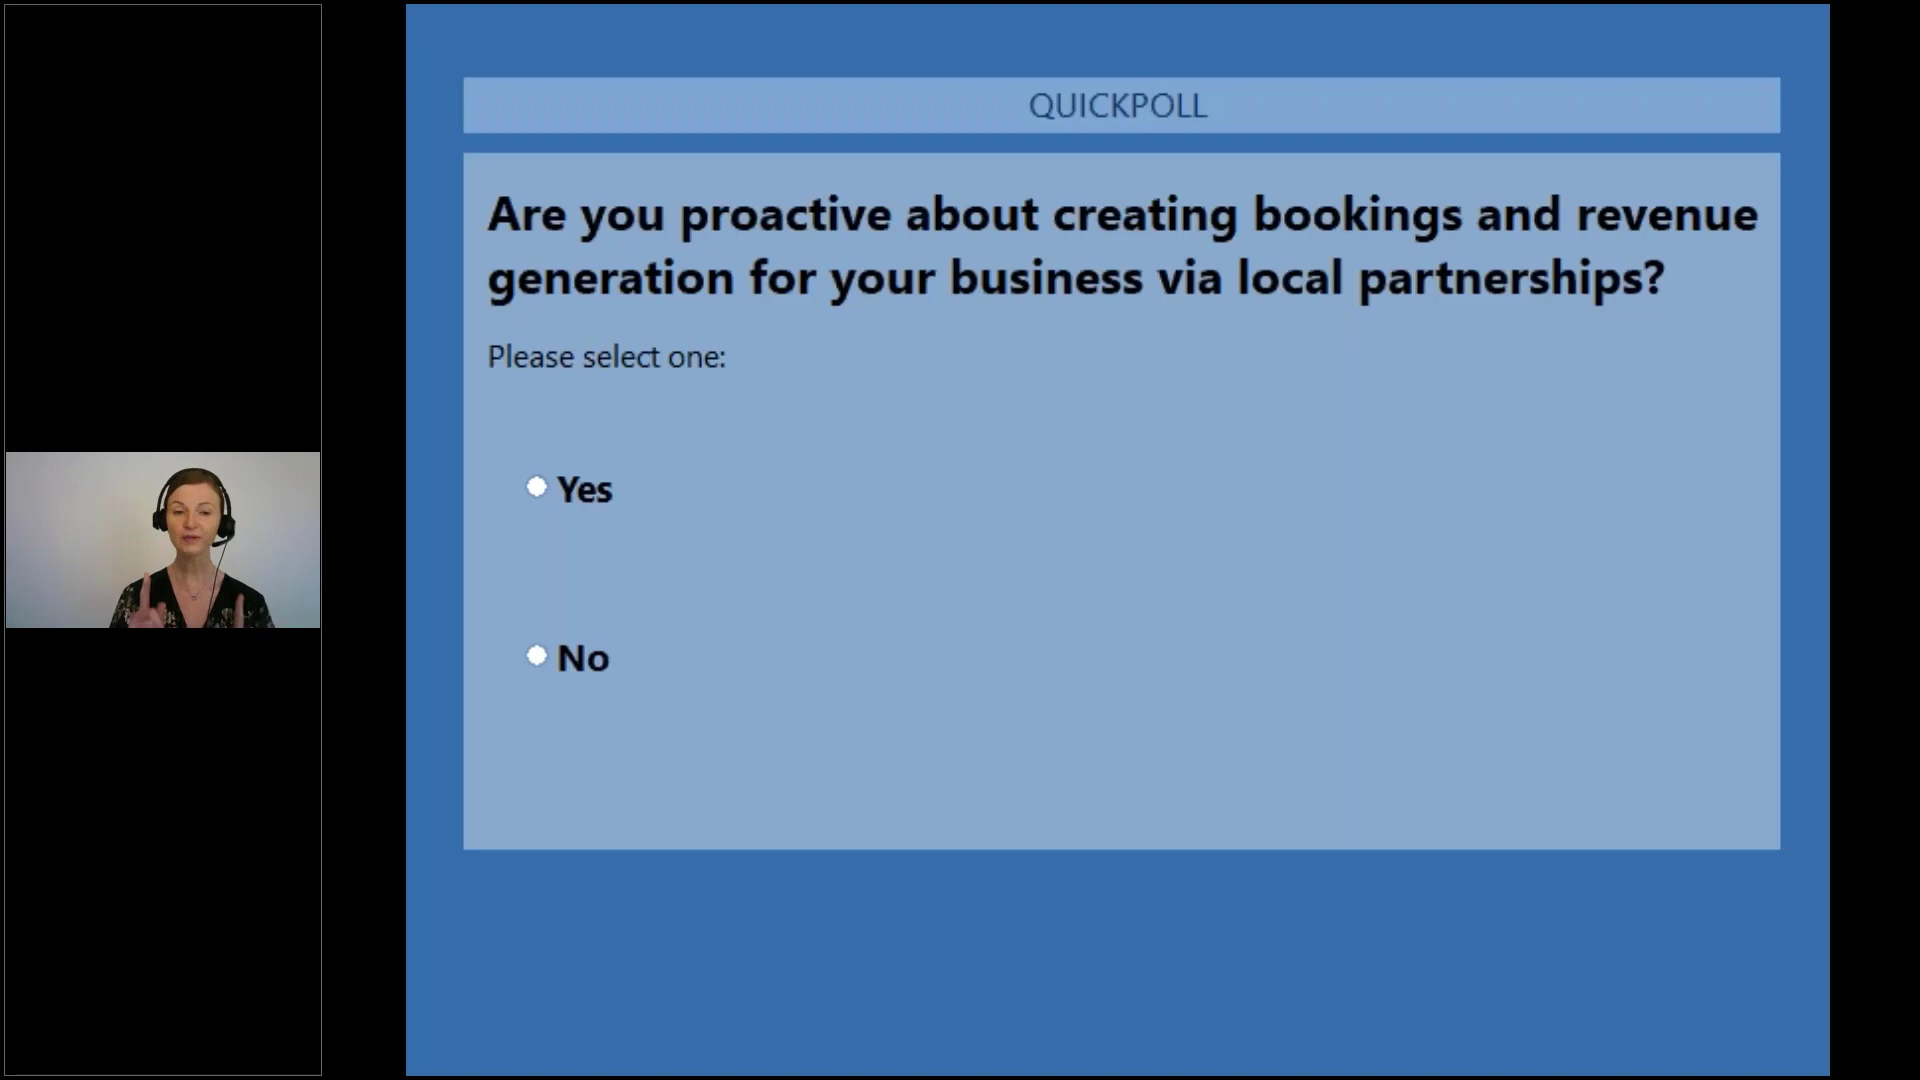 QUICKPOLL
Are you proactive about creating bookings and revenue
generation for your business via local partnerships?
Please select one:
Yes
No